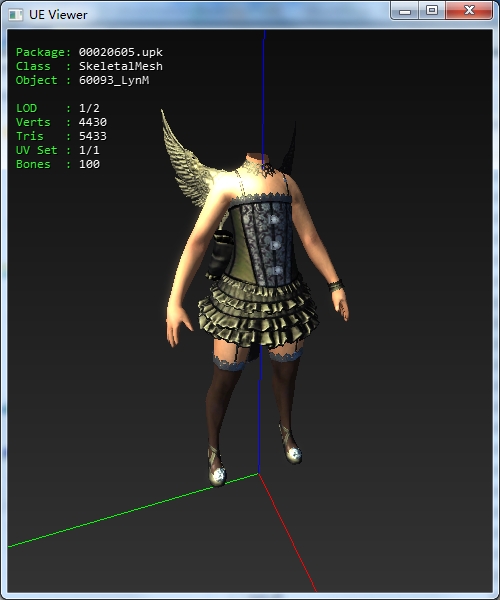 UE Viewer
Package: 00020605.upk
Class  : SkeletalMesh
Object : 60093_LynM
LOD    : 1/2
Verts  : 4430
Tris   : 5433
UV Set : 1/1
Bones  : 100